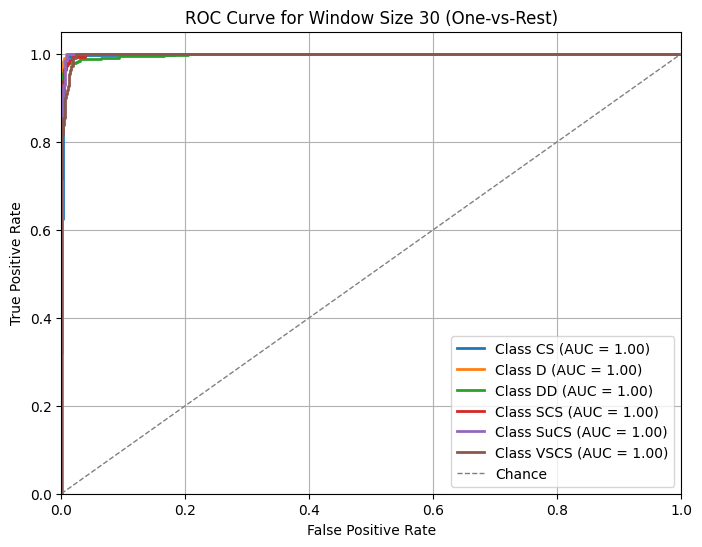 ROC Curve for Window Size 30 (One-vs-Rest)
True Positive Rate
1.0
0.8
0.6
0.4
0.2
0.0
Class CS (AUC = 1.00)
Class D (AUC = 1.00)
Class DD (AUC = 1.00)
Class SCS (AUC = 1.00)
Class SuCS (AUC = 1.00)
Class VSCS (AUC = 1.00)
Chance
0.0 0.2 0.4 0.6 0.8 1.0
False Positive Rate